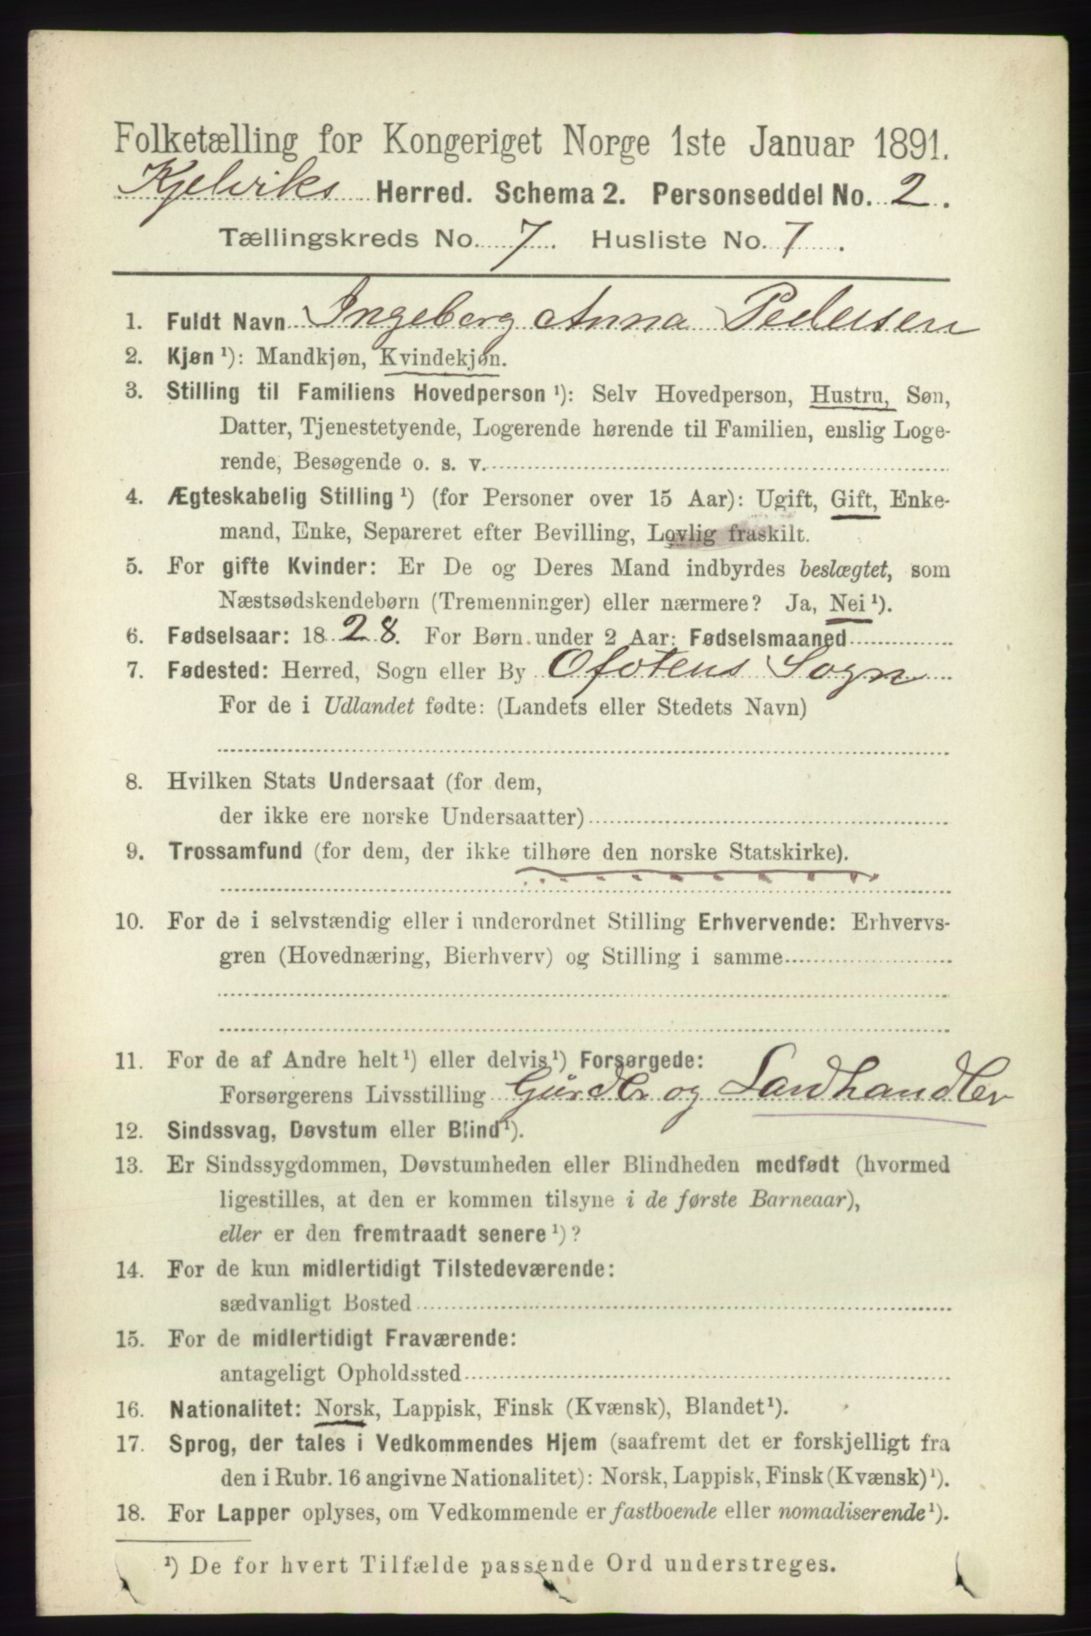 Folketælling for Kongeriget Norge 1ste Januar 1891.
Kjelviks Herred. Schema 2. Personseddel No. 2.
Tællingskreds No. 7. Husliste No. 7.
1. Fuldt Navn Ingeborg Anna Pedersen
2. Kjøn ¹): Mandkjøn, Kvindekjøn.
3. Stilling til Familiens Hovedperson ¹): Selv Hovedperson, Hustru, Søn,
Datter, Tjenestetyende, Logerende hørende til Familien, enslig Loge-
rende, Besøgende o. s. v.
4. Ægteskabelig Stilling ¹) (for Personer over 15 Aar): Ugift, Gift, Enke-
mand, Enke, Separeret efter Bevilling, Lovlig fraskilt.
5. For gifte Kvinder: Er De og Deres Mand indbyrdes beslægtet, som
Næstsødskendebørn (Tremenninger) eller nærmere? Ja, Nei ¹).
6. Fødselsaar: 1828. For Børn under 2 Aar: Fødselsmaaned
7. Fødested: Herred, Sogn eller By Ofotens Sogn
For de i Udlandet fødte: (Landets eller Stedets Navn)
8. Hvilken Stats Undersaat (for dem,
der ikke ere norske Undersaatter)
9. Trossamfund (for dem, der ikke tilhøre den norske Statskirke).
10. For de i selvstændig eller i underordnet Stilling Erhvervende: Erhvervs-
gren (Hovednæring, Bierhverv) og Stilling i samme
11. For de af Andre helt ¹) eller delvis ¹) Forsørgede:
Forsørgerens Livsstilling og Landhandler
12. Sindssvag, Døvstum eller Blind ¹).
13. Er Sindssygdommen, Døvstumheden eller Blindheden medfødt (hvormed
ligestilles, at den er kommen tilsyne i de første Barneaar),
eller er den fremtraadt senere ¹)?
14. For de kun midlertidigt Tilstedeværende:
sædvanligt Bosted
15. For de midlertidigt Fraværende:
antageligt Opholdssted
16. Nationalitet: Norsk, Lappisk, Finsk (Kvænsk), Blandet ¹).
17. Sprog, der tales i Vedkommendes Hjem (saafremt det er forskjelligt fra
den i Rubr. 16 angivne Nationalitet): Norsk, Lappisk, Finsk (Kvænsk) ¹).
18. For Lapper oplyses, om Vedkommende er fastboende eller nomadiserende ¹).
¹) De for hvert Tilfælde passende Ord understreges.